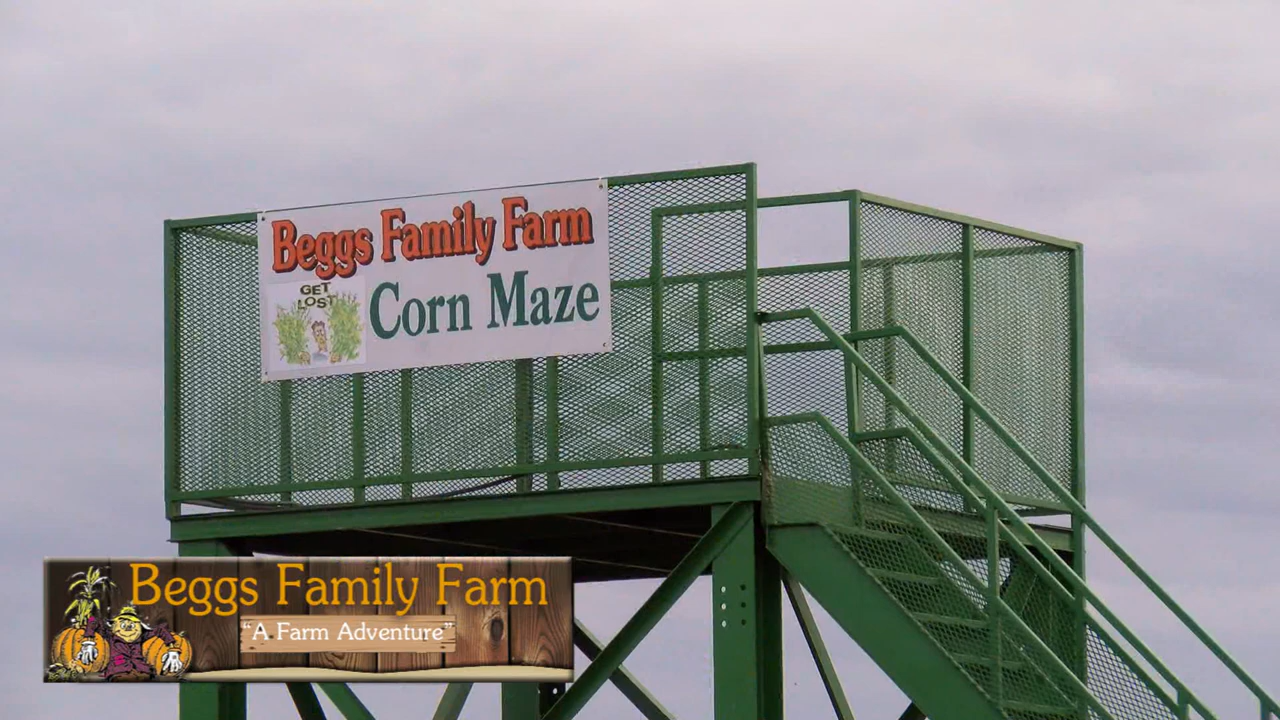 Beggs Family Farm
GET
LOST
Corn Maze
Beggs Family Farm
“A Farm Adventure”